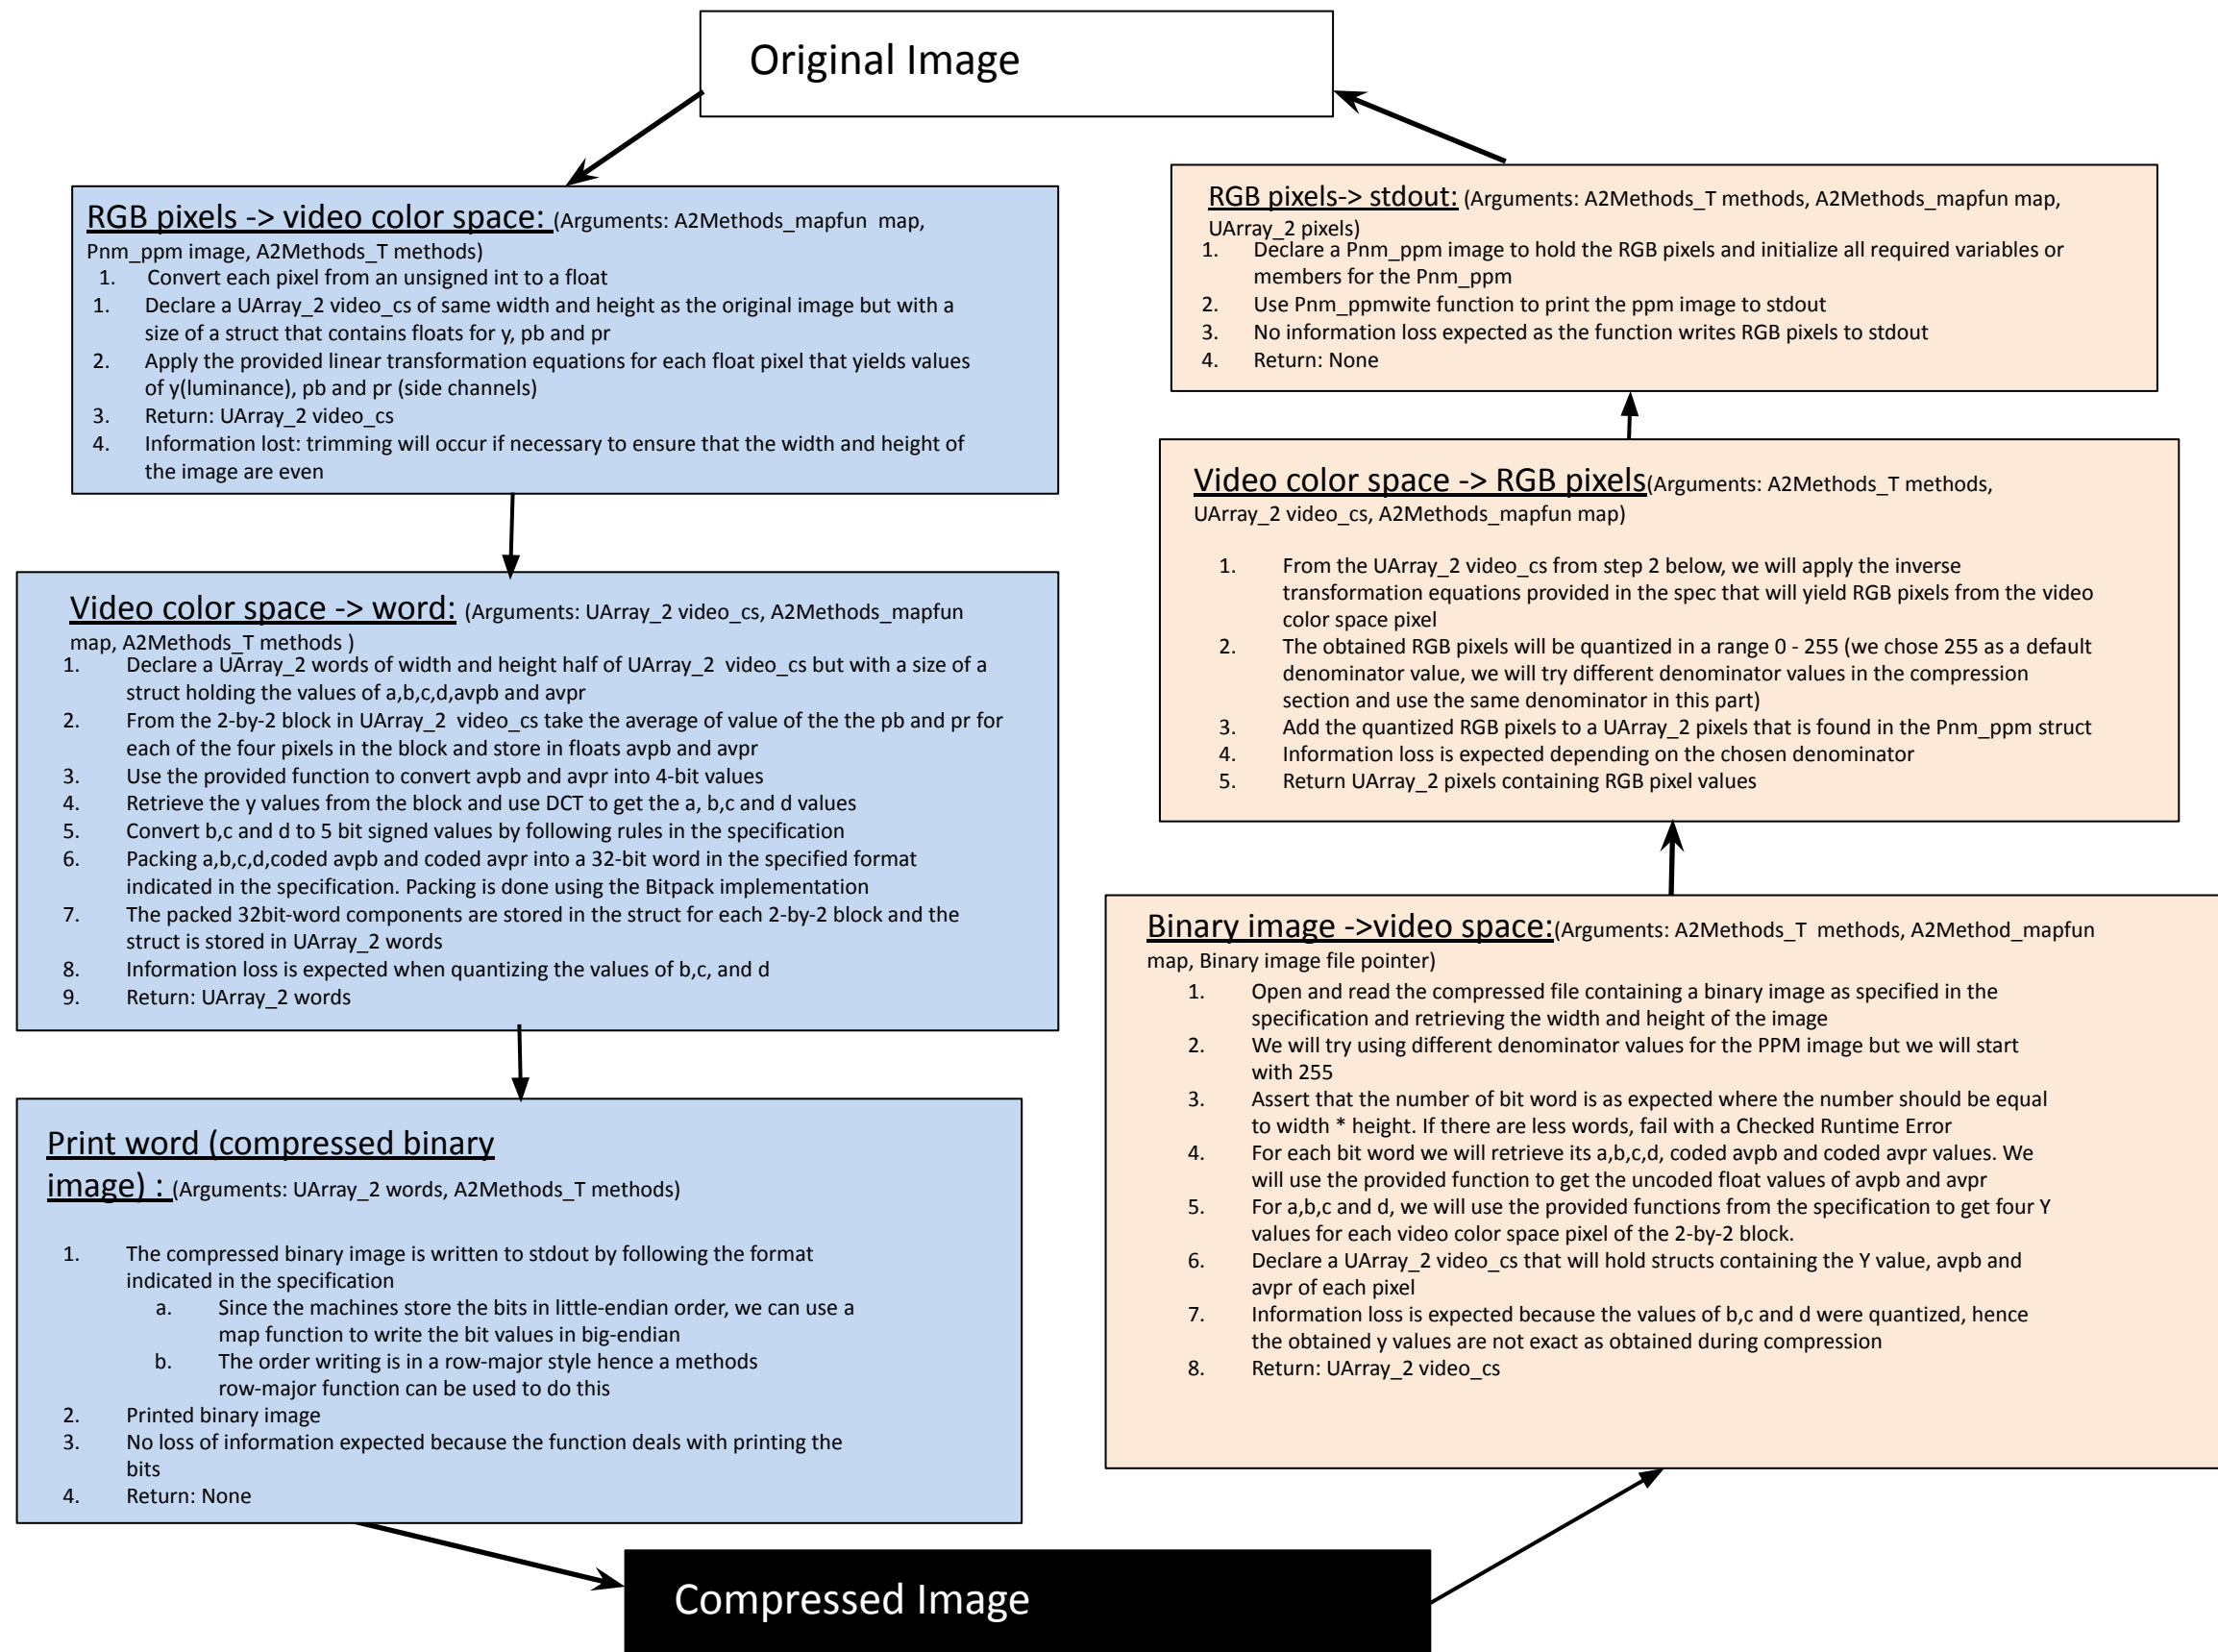 Original Image
RGB pixels -> video color space: (Arguments: A2Methods_mapfun  map,
Pnm_ppm image, A2Methods_T methods)
1. Convert each pixel from an unsigned int to a float
1. Declare a UArray_2 video_cs of same width and height as the original image but with a
size of a struct that contains floats for y, pb and pr
2. Apply the provided linear transformation equations for each float pixel that yields values
of y(luminance), pb and pr (side channels)
3. Return: UArray_2 video_cs
4. Information lost: trimming will occur if necessary to ensure that the width and height of
the image are even
Video color space -> word: (Arguments: UArray_2 video_cs, A2Methods_mapfun
map, A2Methods_T methods )
1. Declare a UArray_2 words of width and height half of UArray_2  video_cs but with a size of a
struct holding the values of a,b,c,d,avpb and avpr
2. From the 2-by-2 block in UArray_2  video_cs take the average of value of the the pb and pr for
each of the four pixels in the block and store in floats avpb and avpr
3. Use the provided function to convert avpb and avpr into 4-bit values
4. Retrieve the y values from the block and use DCT to get the a, b,c and d values
5. Convert b,c and d to 5 bit signed values by following rules in the specification
6. Packing a,b,c,d,coded avpb and coded avpr into a 32-bit word in the specified format
indicated in the specification. Packing is done using the Bitpack implementation
7. The packed 32bit-word components are stored in the struct for each 2-by-2 block and the
struct is stored in UArray_2 words
8. Information loss is expected when quantizing the values of b,c, and d
9. Return: UArray_2 words
Print word (compressed binary
image) : (Arguments: UArray_2 words, A2Methods_T methods)
1. The compressed binary image is written to stdout by following the format
indicated in the specification
a. Since the machines store the bits in little-endian order, we can use a
map function to write the bit values in big-endian
b. The order writing is in a row-major style hence a methods
row-major function can be used to do this
2. Printed binary image
3. No loss of information expected because the function deals with printing the
bits
4. Return: None
Compressed Image
RGB pixels-> stdout: (Arguments: A2Methods_T methods, A2Methods_mapfun map,
UArray_2 pixels)
1. Declare a Pnm_ppm image to hold the RGB pixels and initialize all required variables or
members for the Pnm_ppm
2. Use Pnm_ppmwite function to print the ppm image to stdout
3. No information loss expected as the function writes RGB pixels to stdout
4. Return: None
Video color space -> RGB pixels(Arguments: A2Methods_T methods,
UArray_2 video_cs, A2Methods_mapfun map)
1. From the UArray_2 video_cs from step 2 below, we will apply the inverse
transformation equations provided in the spec that will yield RGB pixels from the video
color space pixel
2. The obtained RGB pixels will be quantized in a range 0 - 255 (we chose 255 as a default
denominator value, we will try different denominator values in the compression
section and use the same denominator in this part)
3. Add the quantized RGB pixels to a UArray_2 pixels that is found in the Pnm_ppm struct
4. Information loss is expected depending on the chosen denominator
5. Return UArray_2 pixels containing RGB pixel values
Binary image ->video space:(Arguments: A2Methods_T  methods, A2Method_mapfun
map, Binary image file pointer)
1. Open and read the compressed file containing a binary image as specified in the
specification and retrieving the width and height of the image
2. We will try using different denominator values for the PPM image but we will start
with 255
3. Assert that the number of bit word is as expected where the number should be equal
to width * height. If there are less words, fail with a Checked Runtime Error
4. For each bit word we will retrieve its a,b,c,d, coded avpb and coded avpr values. We
will use the provided function to get the uncoded float values of avpb and avpr
5. For a,b,c and d, we will use the provided functions from the specification to get four Y
values for each video color space pixel of the 2-by-2 block.
6. Declare a UArray_2 video_cs that will hold structs containing the Y value, avpb and
avpr of each pixel
7. Information loss is expected because the values of b,c and d were quantized, hence
the obtained y values are not exact as obtained during compression
8. Return: UArray_2 video_cs